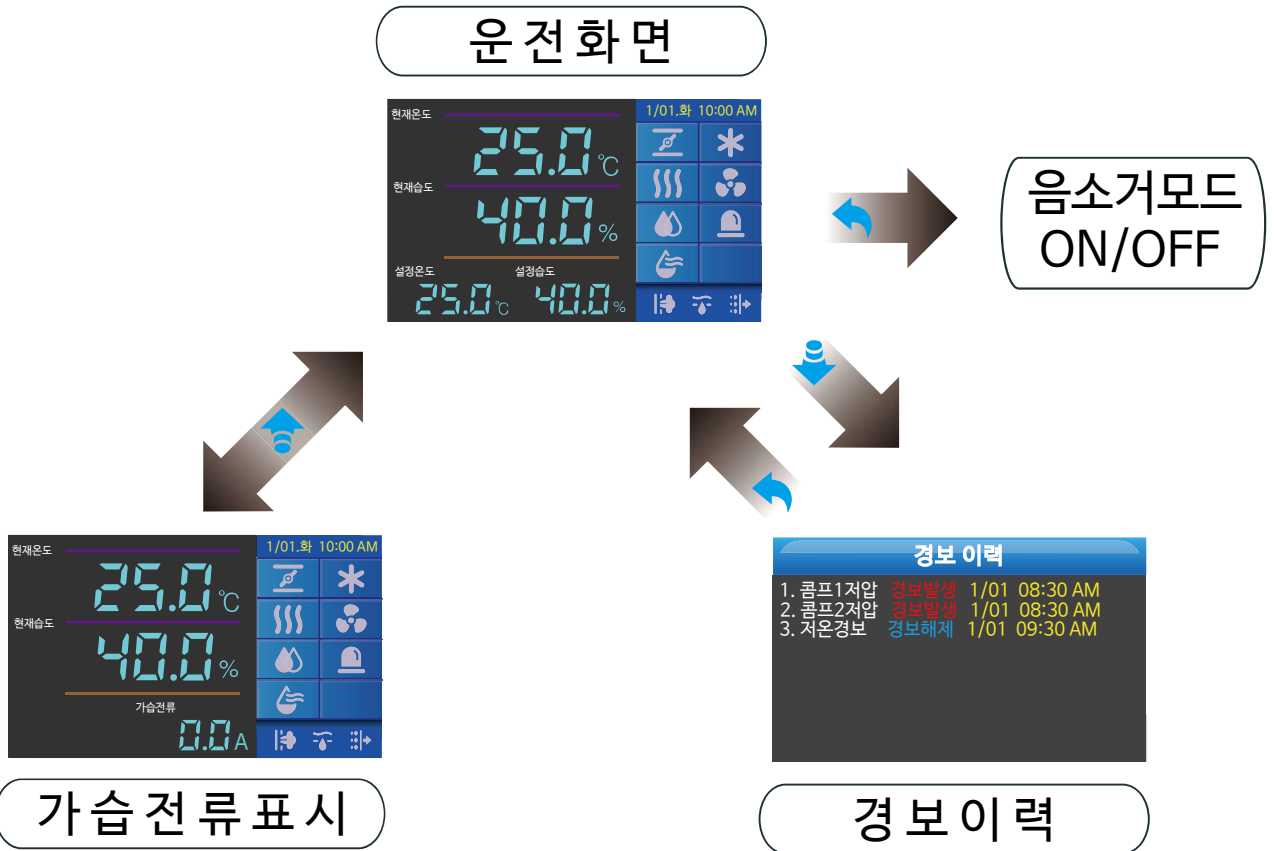 운전화면
현재온도
1/01.화 10:00 AM
25.0 ℃
현재습도
40.0 %
설정온도 설정습도
25.0 ℃ 40.0 %
음소거모드
ON/OFF
현재온도
1/01.화 10:00 AM
25.0 ℃
현재습도
40.0 %
가습전류
0.0 A
가습전류표시
경보 이력
1. 콤프1저압 경보발생 1/01 08:30 AM
2. 콤프2저압 경보발생 1/01 08:30 AM
3. 저온경보 경보해제 1/01 09:30 AM
경보이력